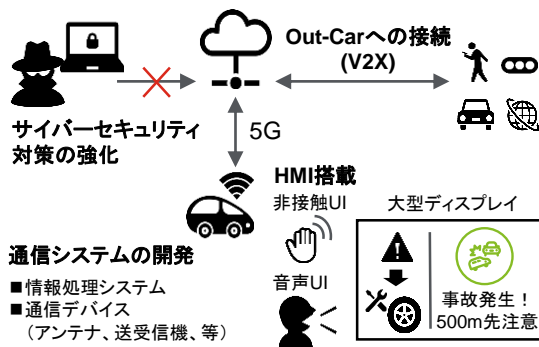 Out-Carへの接続
(V2X)
サイバーセキュリティ
対策の強化
5G
HMI搭載
非接触UI
大型ディスプレイ
通信システムの開発
■情報処理システム
■通信デバイス
（アンテナ、送受信機、等）
音声UI
事故発生！
500m先注意